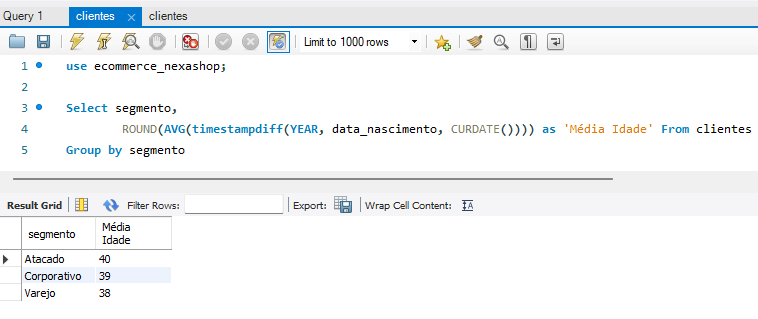 Query 1 clientes × clientes
Limit to 1000 rows
1 use ecommerce_nexashop;
2
3 Select segmento,
4 ROUND(AVG(timestampdiff(YEAR, data_nascimento, CURDATE()))) as 'Média Idade' From clientes
5 Group by segmento
Result Grid Filter Rows: Export: Wrap Cell Content: IA
segmento Média
Idade
Atacado 40
Corporativo 39
Varejo 38